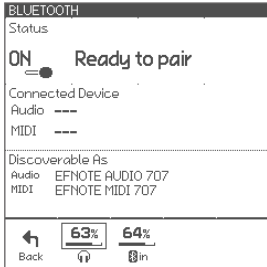 BLUETOOTH
Status
ON Ready to pair
Connected Device
Audio ---
MIDI ---
Discoverable As
Audio EFNOTE AUDIO 707
MIDI EFNOTE MIDI 707
63% 64%
Back in